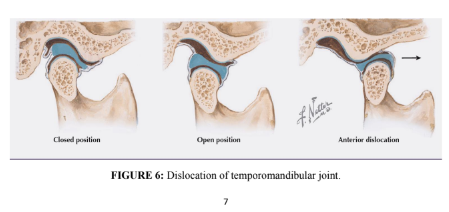 Closed position
Open position
Anterior dislocation
F. Netter
M.D.
FIGURE 6: Dislocation of temporomandibular joint.
7